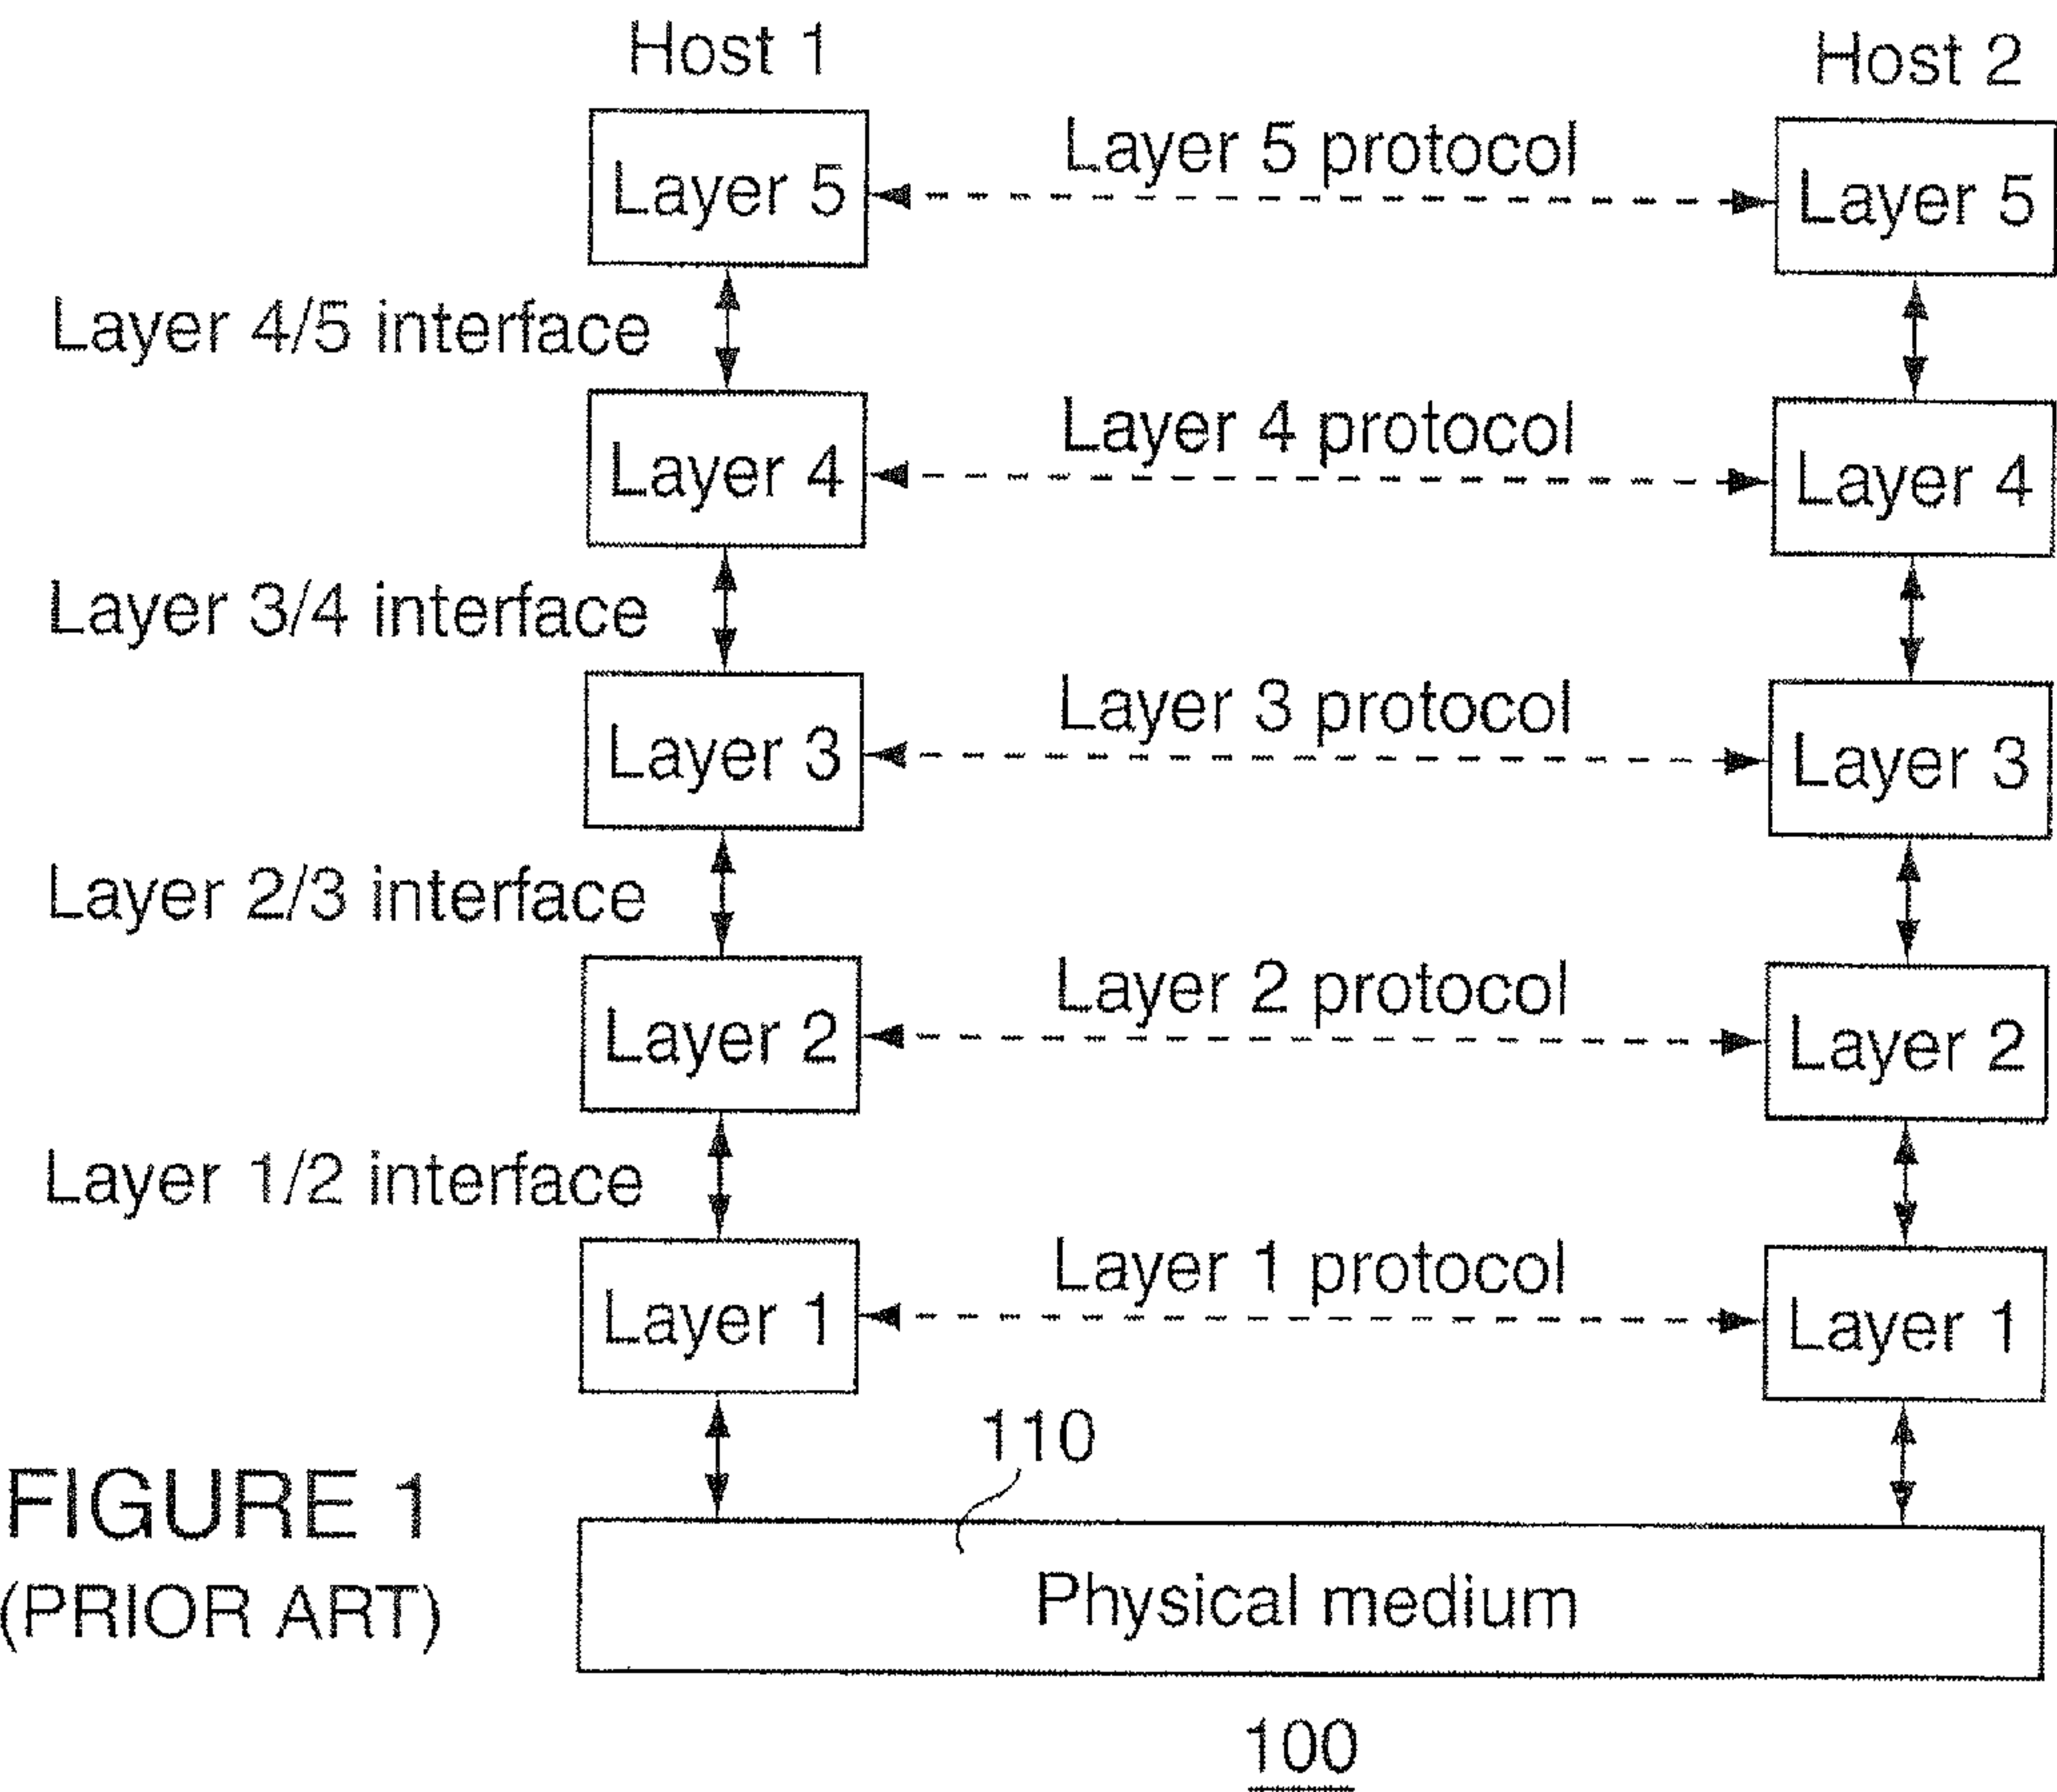 Host 1
Host 2
Layer 5
Layer 5 protocol
Layer 5
Layer 4/5 interface
Layer 4
Layer 4 protocol
Layer 4
Layer 3/4 interface
Layer 3
Layer 3 protocol
Layer 3
Layer 2/3 interface
Layer 2
Layer 2 protocol
Layer 2
Layer 1/2 interface
Layer 1
Layer 1 protocol
Layer 1
110
Physical medium
FIGURE 1
(PRIOR ART)
100